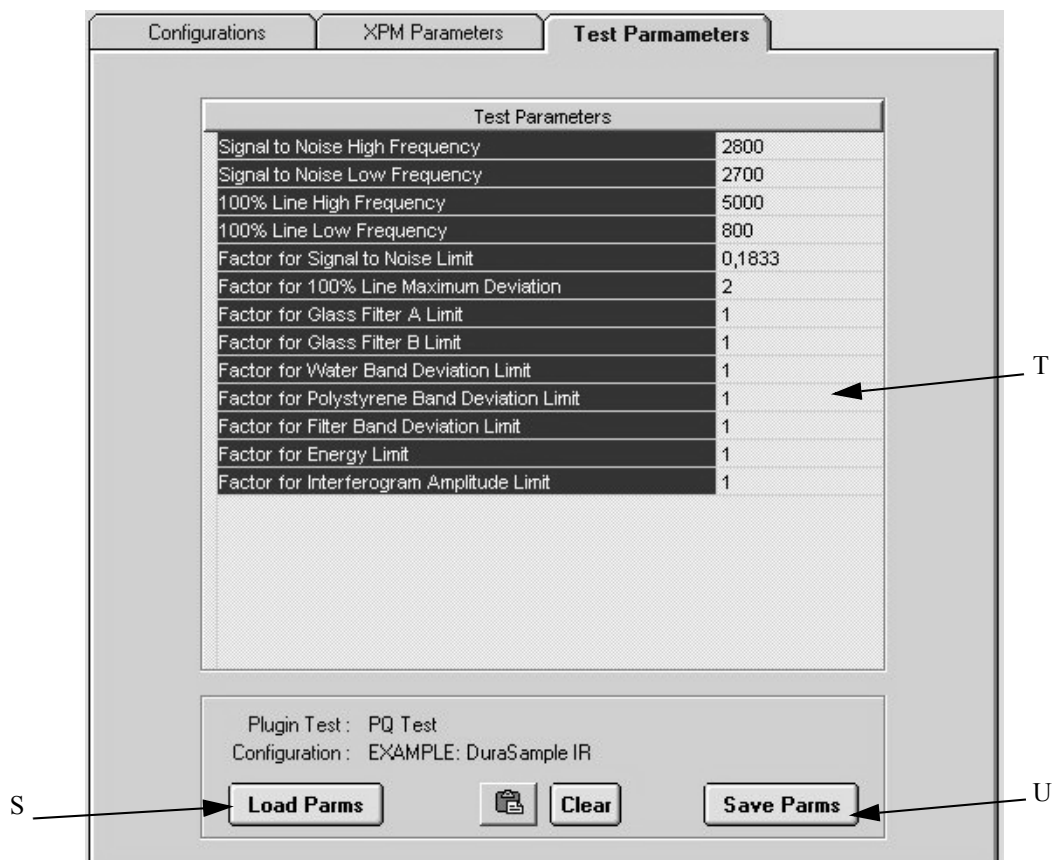 Configurations XPM Parameters Test Parmameters
Test Parameters
Signal to Noise High Frequency 2800
Signal to Noise Low Frequency 2700
100% Line High Frequency 5000
100% Line Low Frequency 800
Factor for Signal to Noise Limit 0,1833
Factor for 100% Line Maximum Deviation 2
Factor for Glass Filter A Limit 1
Factor for Glass Filter B Limit 1
Factor for Water Band Deviation Limit 1
T
Factor for Polystyrene Band Deviation Limit 1
Factor for Filter Band Deviation Limit 1
Factor for Energy Limit 1
Factor for Interferogram Amplitude Limit 1
Plugin Test : PQ Test
Configuration : EXAMPLE: DuraSample IR
S Load Parms Clear Save Parms U